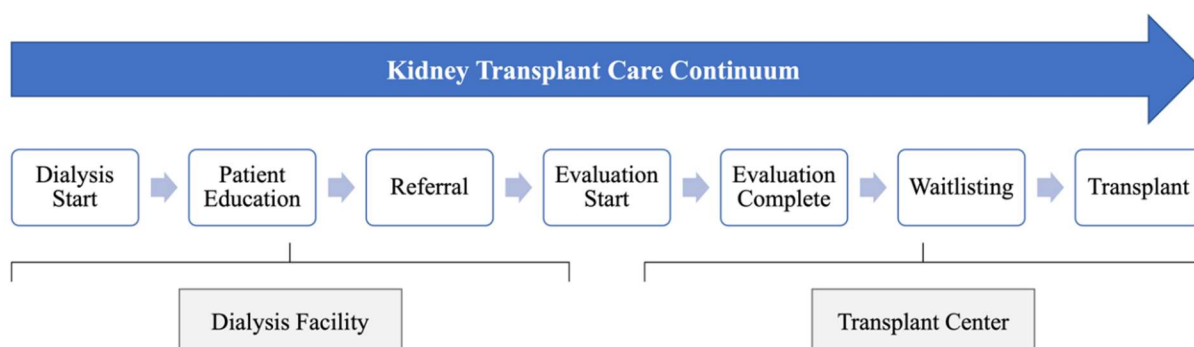 Kidney Transplant Care Continuum
Dialysis
Start
Patient
Education
Referral
Evaluation
Start
Evaluation
Complete
Waitlisting
Transplant
Dialysis Facility
Transplant Center